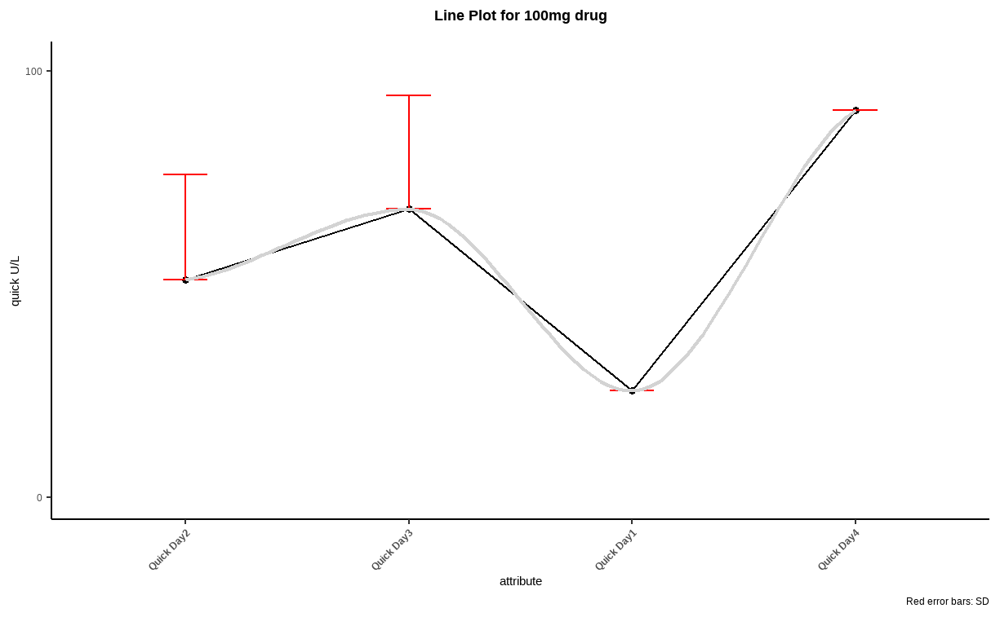 Line Plot for 100mg drug
100
quick U/L
0
Quick Day2
Quick Day3
Quick Day1
Quick Day4
attribute
Red error bars: SD